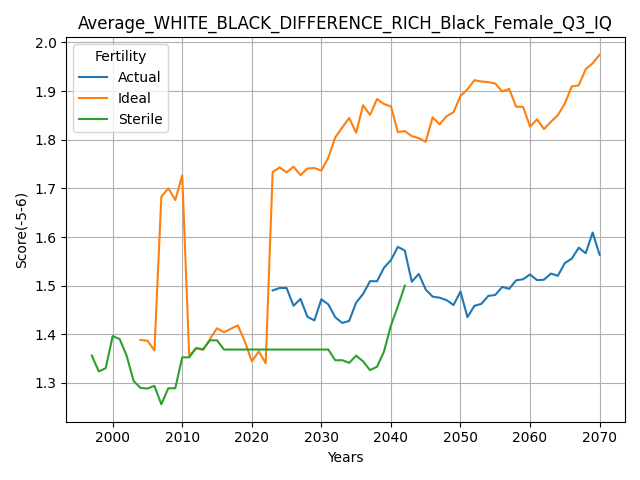 Average_WHITE_BLACK_DIFFERENCE_RICH_Black_Female_Q3_IQ
Fertility
Actual
Ideal
Sterile
Score(-5-6)
2.0
1.9
1.8
1.7
1.6
1.5
1.4
1.3
2000 2010 2020 2030 2040 2050 2060 2070
Years